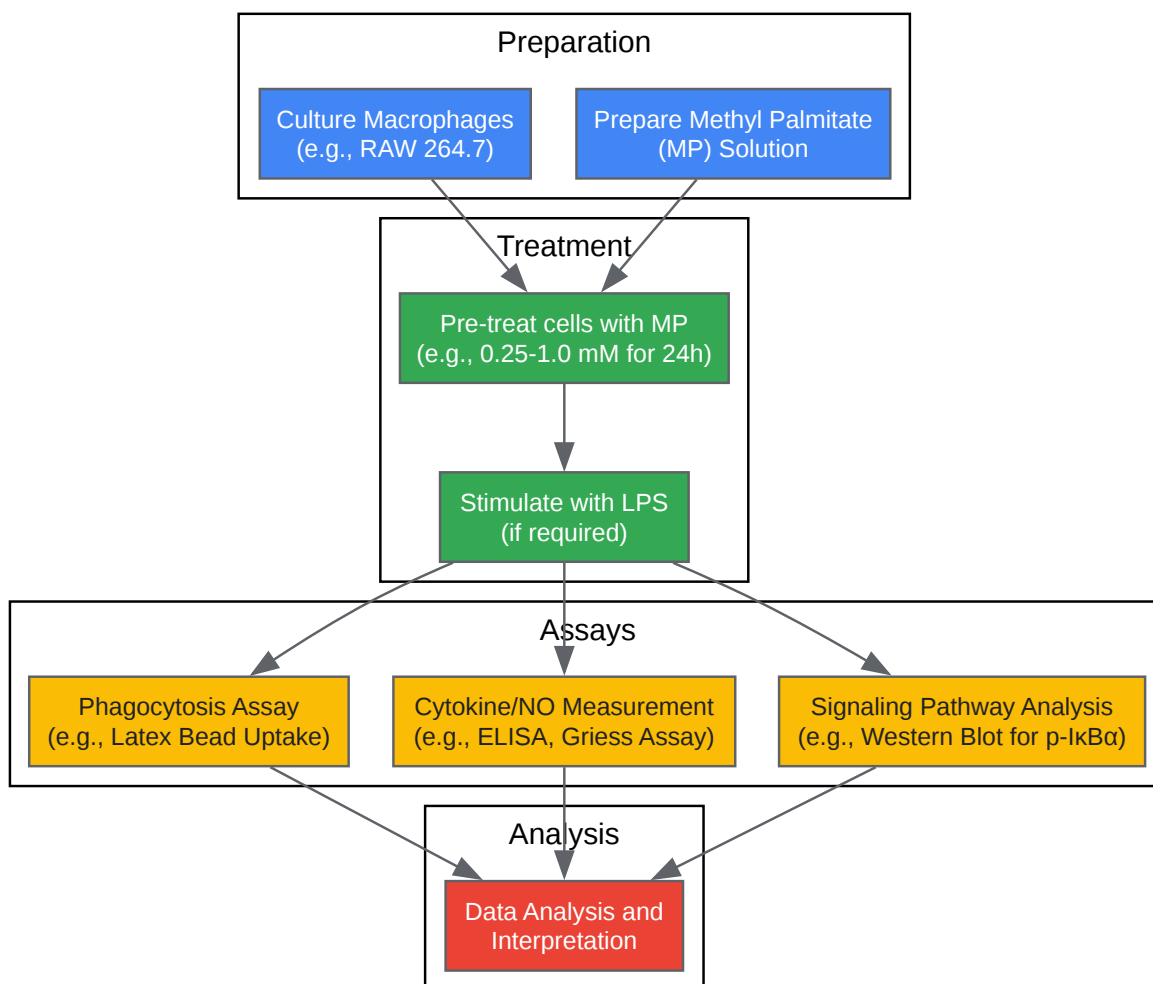 Preparation
Culture Macrophages
(e.g., RAW 264.7)
Prepare Methyl Palmitate
(MP) Solution
Treatment
Pre-treat cells with MP
(e.g., 0.25-1.0 mM for 24h)
Stimulate with LPS
(if required)
Assays
Phagocytosis Assay
(e.g., Latex Bead Uptake)
Cytokine/NO Measurement
(e.g., ELISA, Griess Assay)
Signaling Pathway Analysis
(e.g., Western Blot for p-IκBα)
Analysis
Data Analysis and
Interpretation